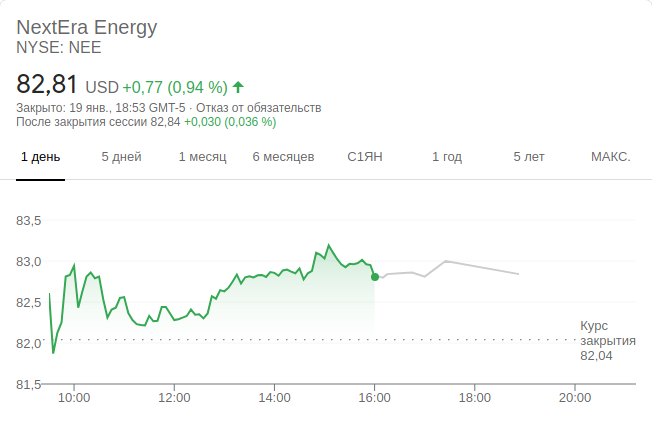 NextEra Energy
NYSE: NEE
82,81 USD +0,77 (0,94 %)
Закрыто: 19 янв., 18:53 GMT-5 · Отказ от обязательств
После закрытия сессии 82,84 +0,030 (0,036 %)
1 день 5 дней 1 месяц 6 месяцев С1ЯН 1 год 5 лет МАКС.
83,5
83,0
82,5
82,0
81,5
Курс
закрытия
82,04
10:00 12:00 14:00 16:00 18:00 20:00